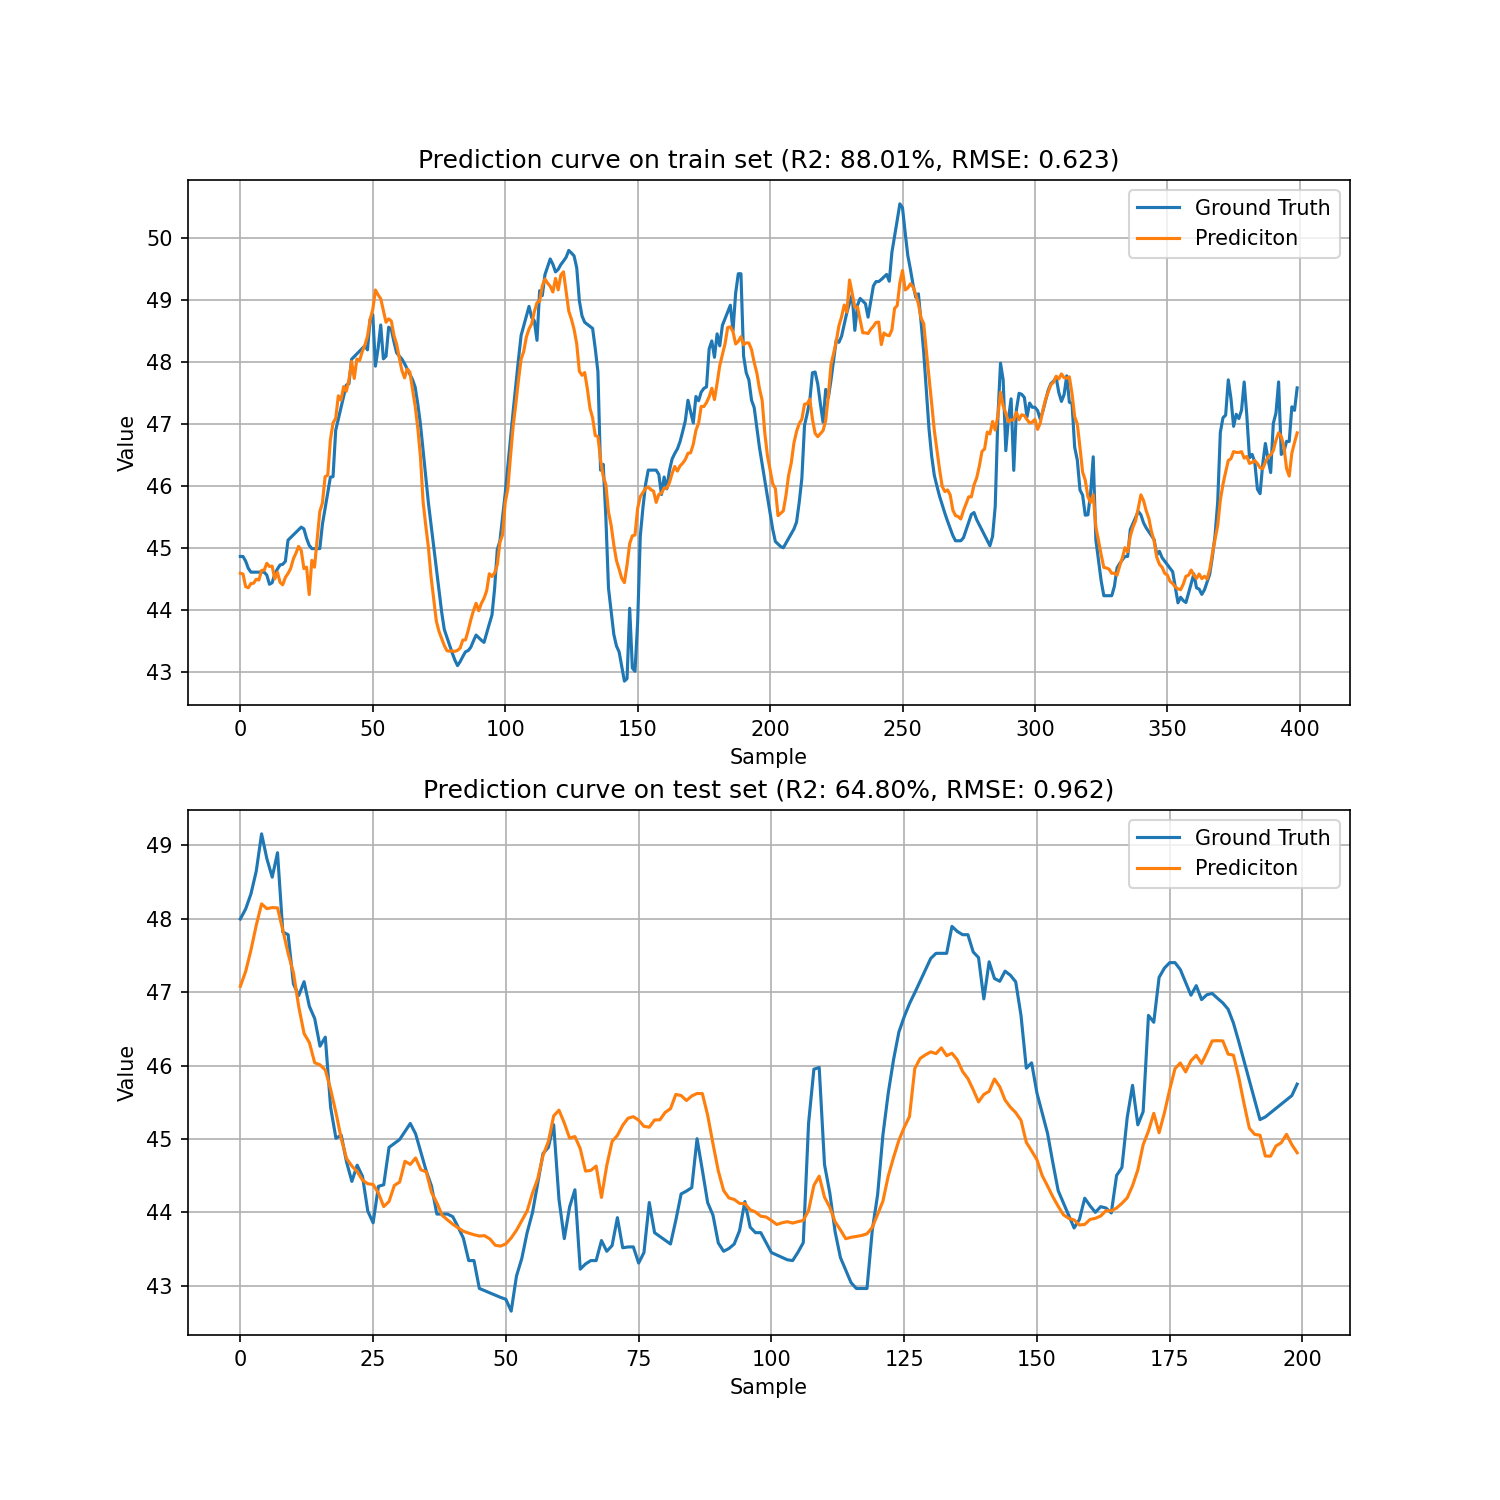 Prediction curve on train set (R2: 88.01%, RMSE: 0.623)
Ground Truth
Prediciton
Value
50
49
48
47
46
45
44
43
0 50 100 150 200 250 300 350 400
Sample
Prediction curve on test set (R2: 64.80%, RMSE: 0.962)
Ground Truth
Prediciton
Value
49
48
47
46
45
44
43
0 25 50 75 100 125 150 175 200
Sample